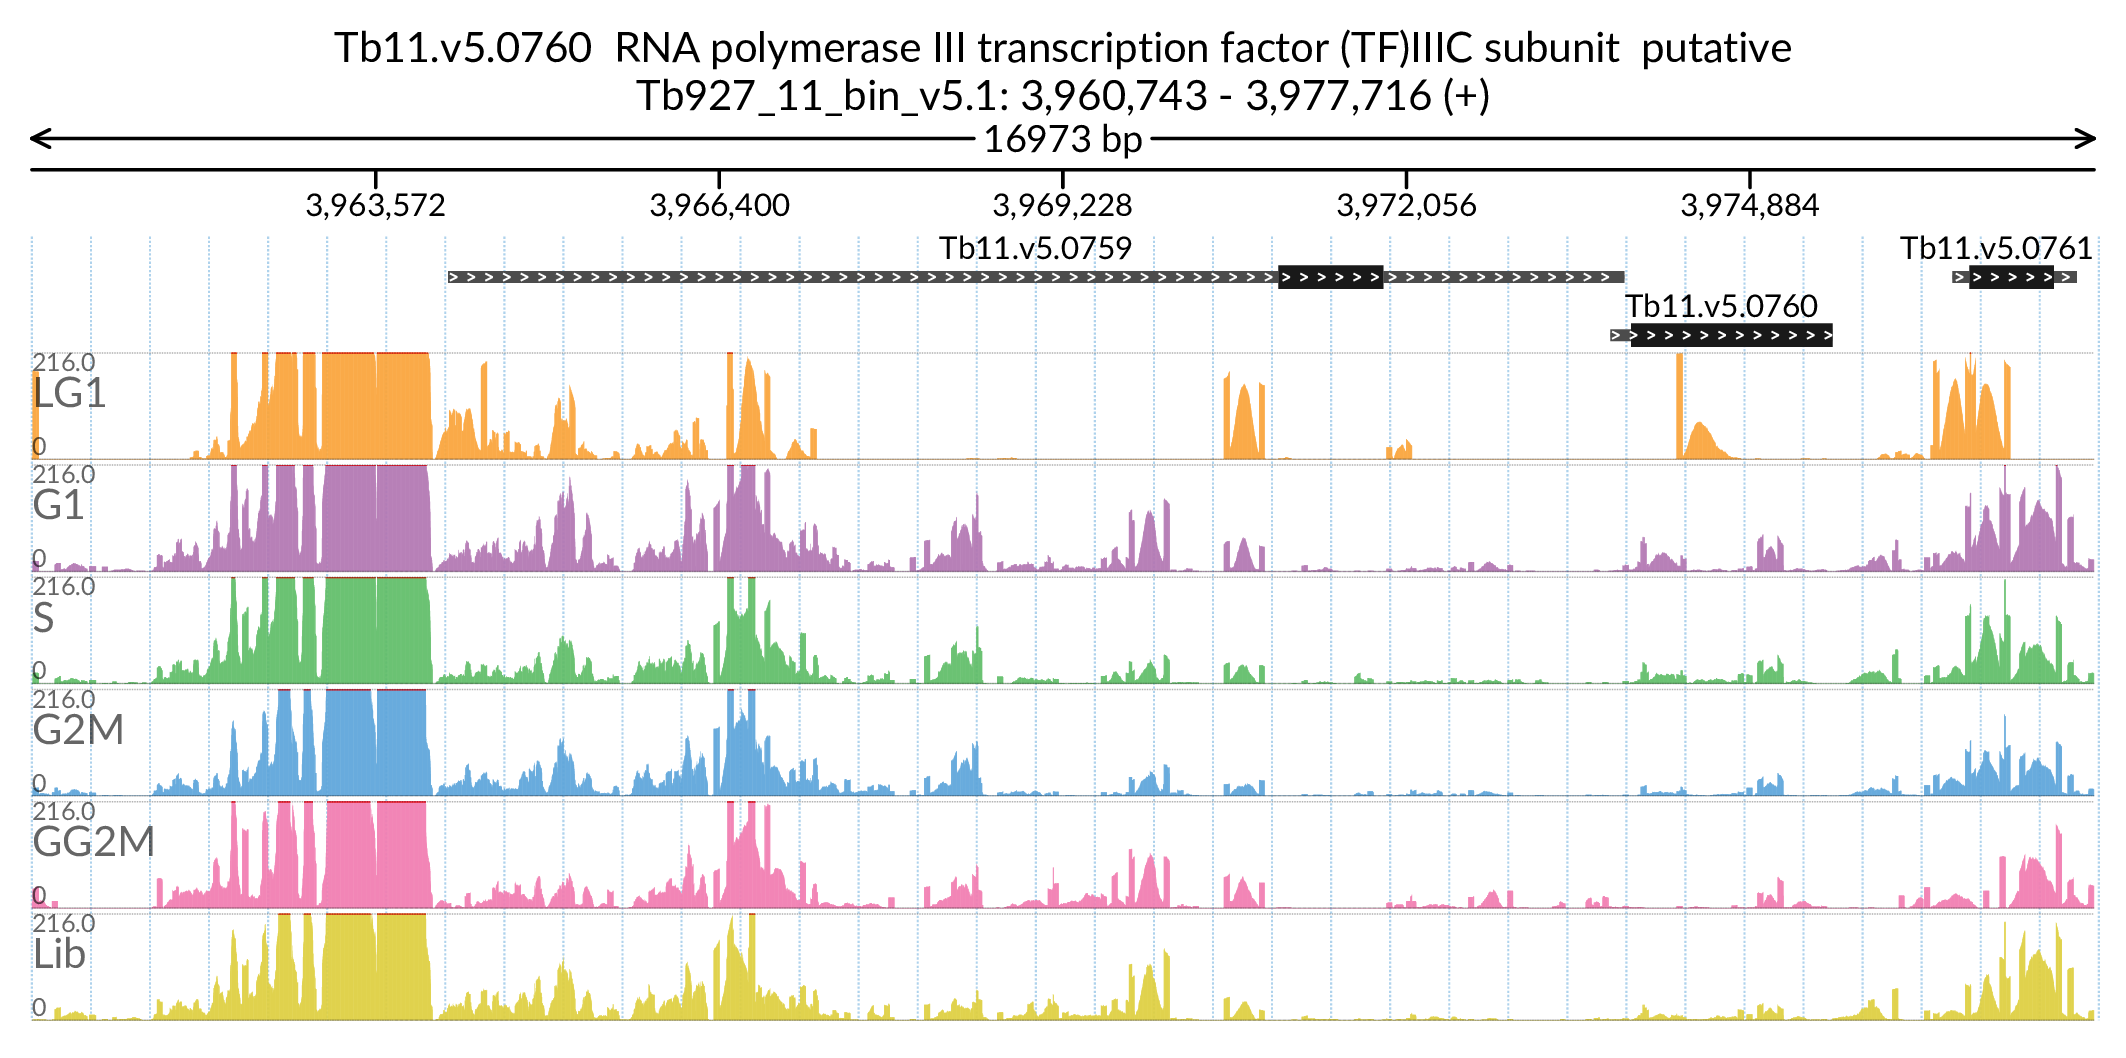 Tb11.v5.0760  RNA polymerase III transcription factor (TF)IIIC subunit  putative
Tb927_11_bin_v5.1: 3,960,743 - 3,977,716 (+)
16973 bp
3,963,572 3,966,400 3,969,228 3,972,056 3,974,884
Tb11.v5.0759 Tb11.v5.0761
Tb11.v5.0760
216.0
LG1
0
216.0
G1
0
216.0
S
0
216.0
G2M
0
216.0
GG2M
0
216.0
Lib
0